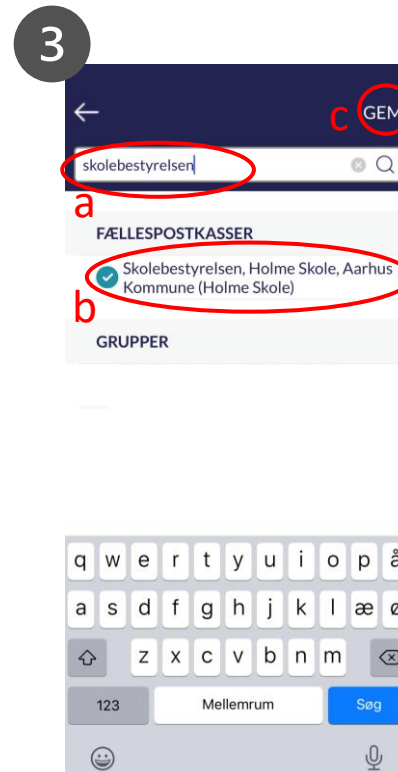 3
c GEM
skolebestyrelsen
a
FÆLLESPOSTKASSER
Skolebestyrelsen, Holme Skole, Aarhus
Kommune (Holme Skole)
b
GRUPPER
q w e r t y u i o p å
a s d f g h j k l æ ø
z x c v b n m
123 Mellemrum Søg